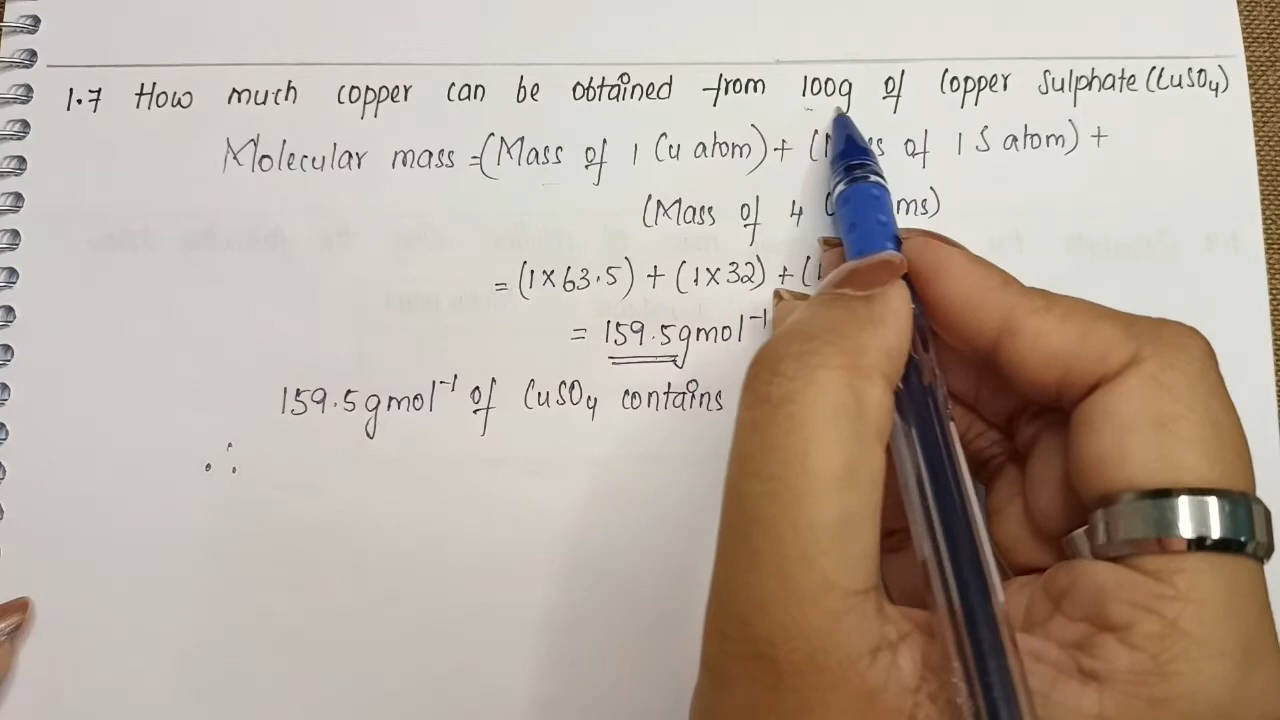 1.7 How much copper can be obtained from 100g of Copper Sulphate (CuSO4)
Molecular mass = (Mass of 1 Cu atom) + ( of 1 S atom) +
(Mass of 4
= (1×63.5) + (1×32) + (
= 159.5gmol⁻¹
159.5gmol⁻¹ of CuSO4 contains
∴